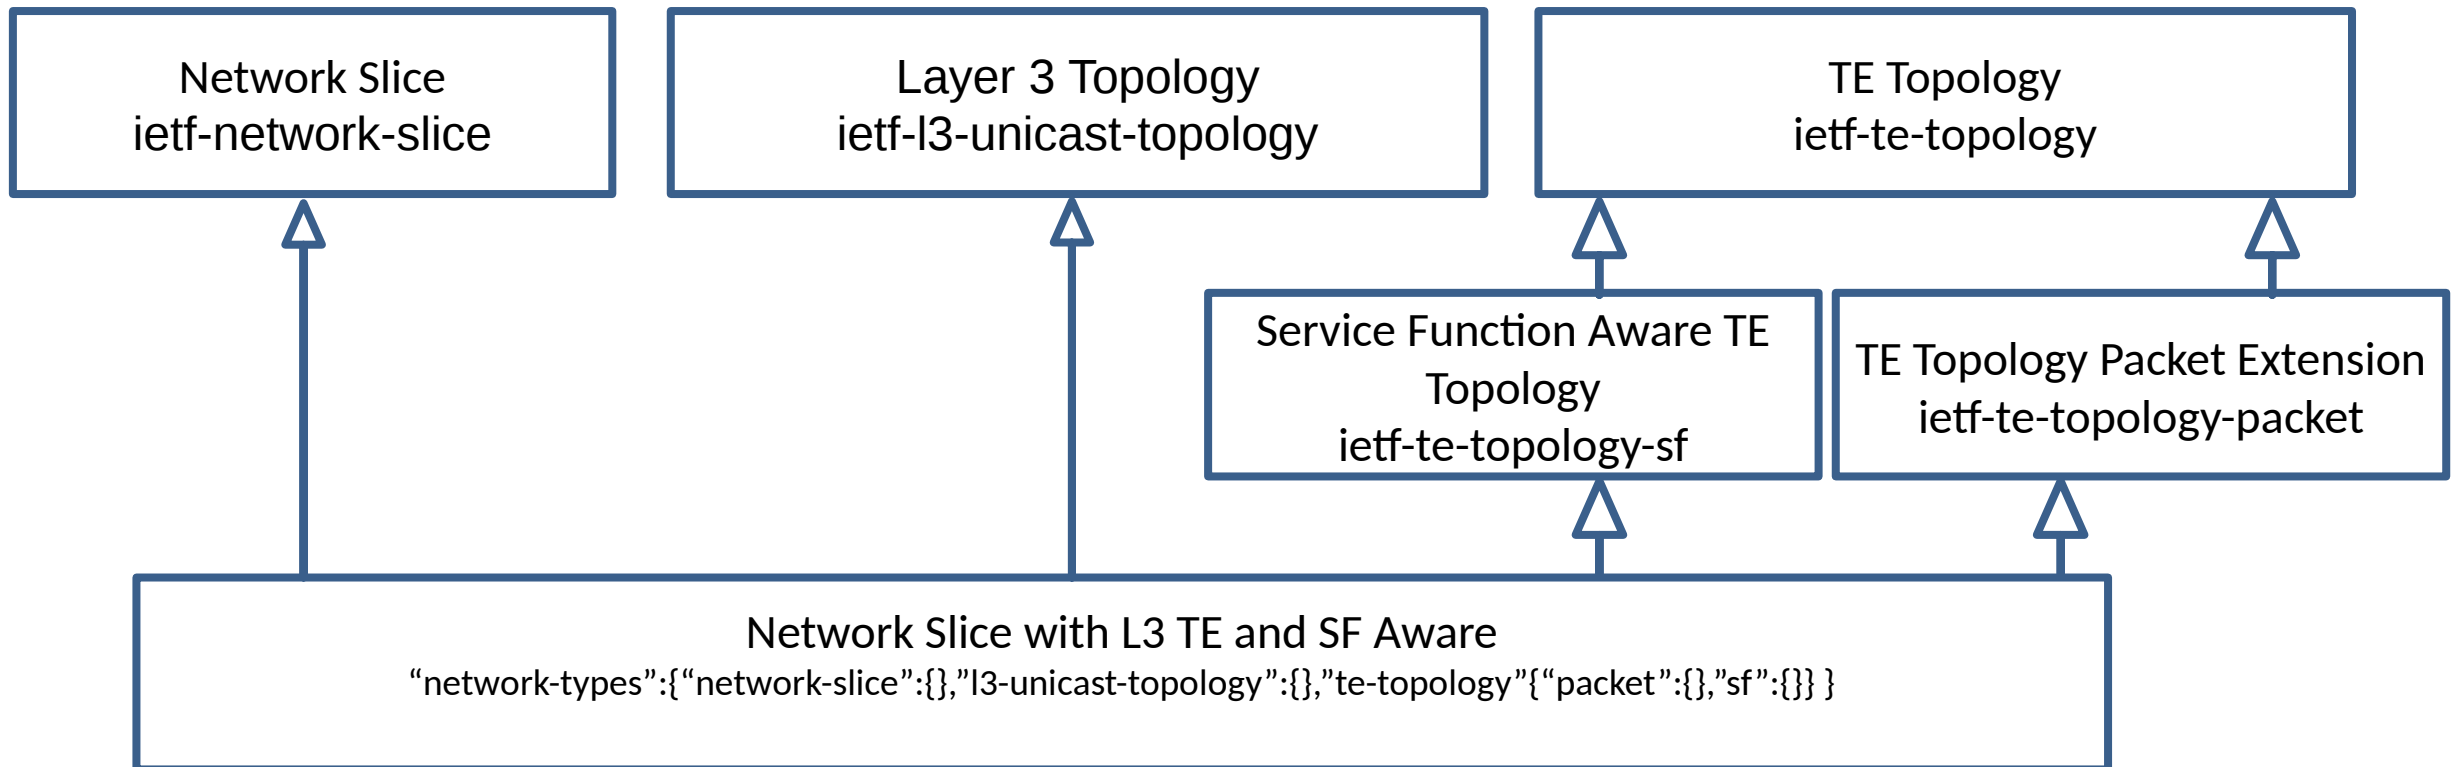 Network Slice
ietf-network-slice
Layer 3 Topology
ietf-l3-unicast-topology
TE Topology
ietf-te-topology
Service Function Aware TE
Topology
ietf-te-topology-sf
TE Topology Packet Extension
ietf-te-topology-packet
Network Slice with L3 TE and SF Aware
“network-types”:{“network-slice”:{},”l3-unicast-topology”:{},”te-topology”{“packet”:{},”sf”:{}} }